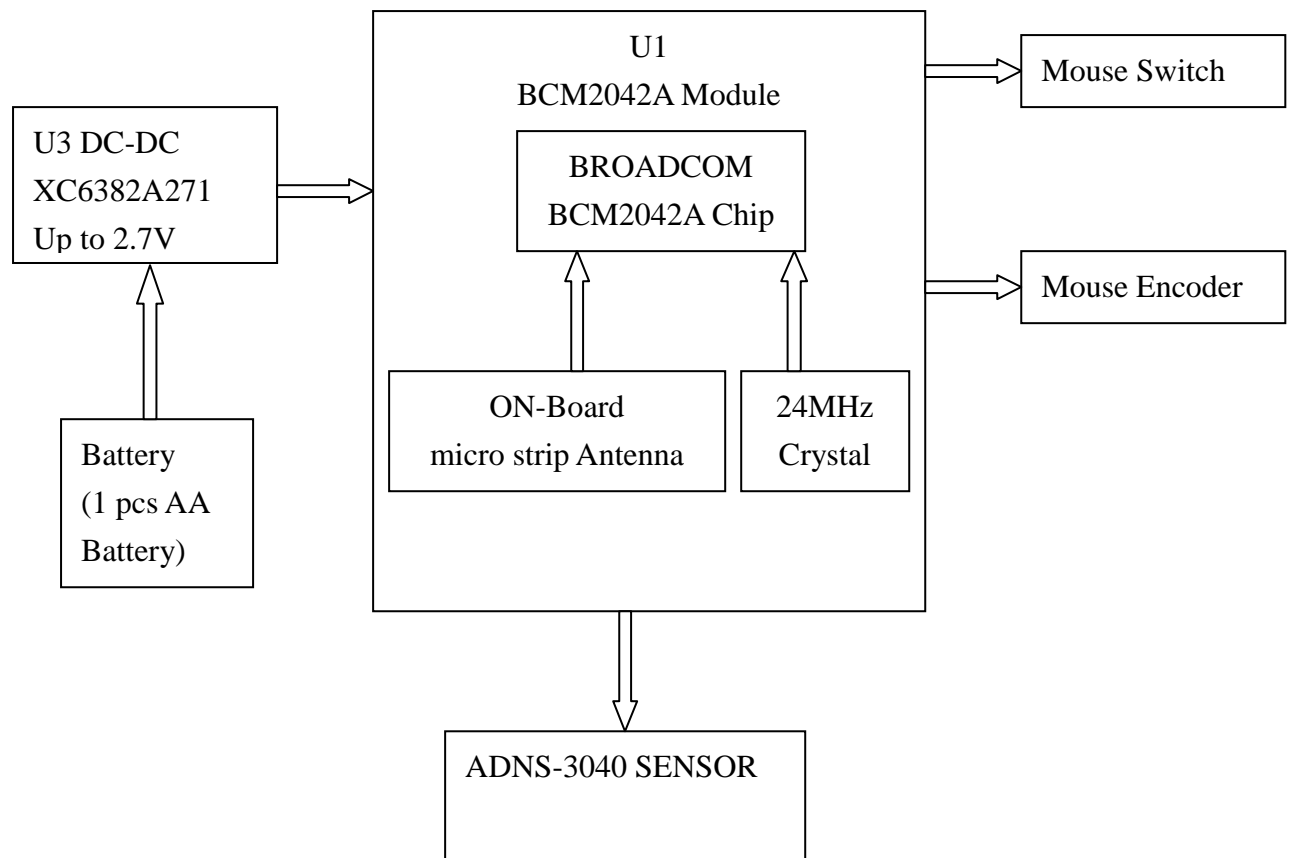 U1
BCM2042A Module
BROADCOM
BCM2042A Chip
ON-Board
micro strip Antenna
24MHz
Crystal
U3 DC-DC
XC6382A271
Up to 2.7V
Battery
(1 pcs AA
Battery)
Mouse Switch
Mouse Encoder
ADNS-3040 SENSOR